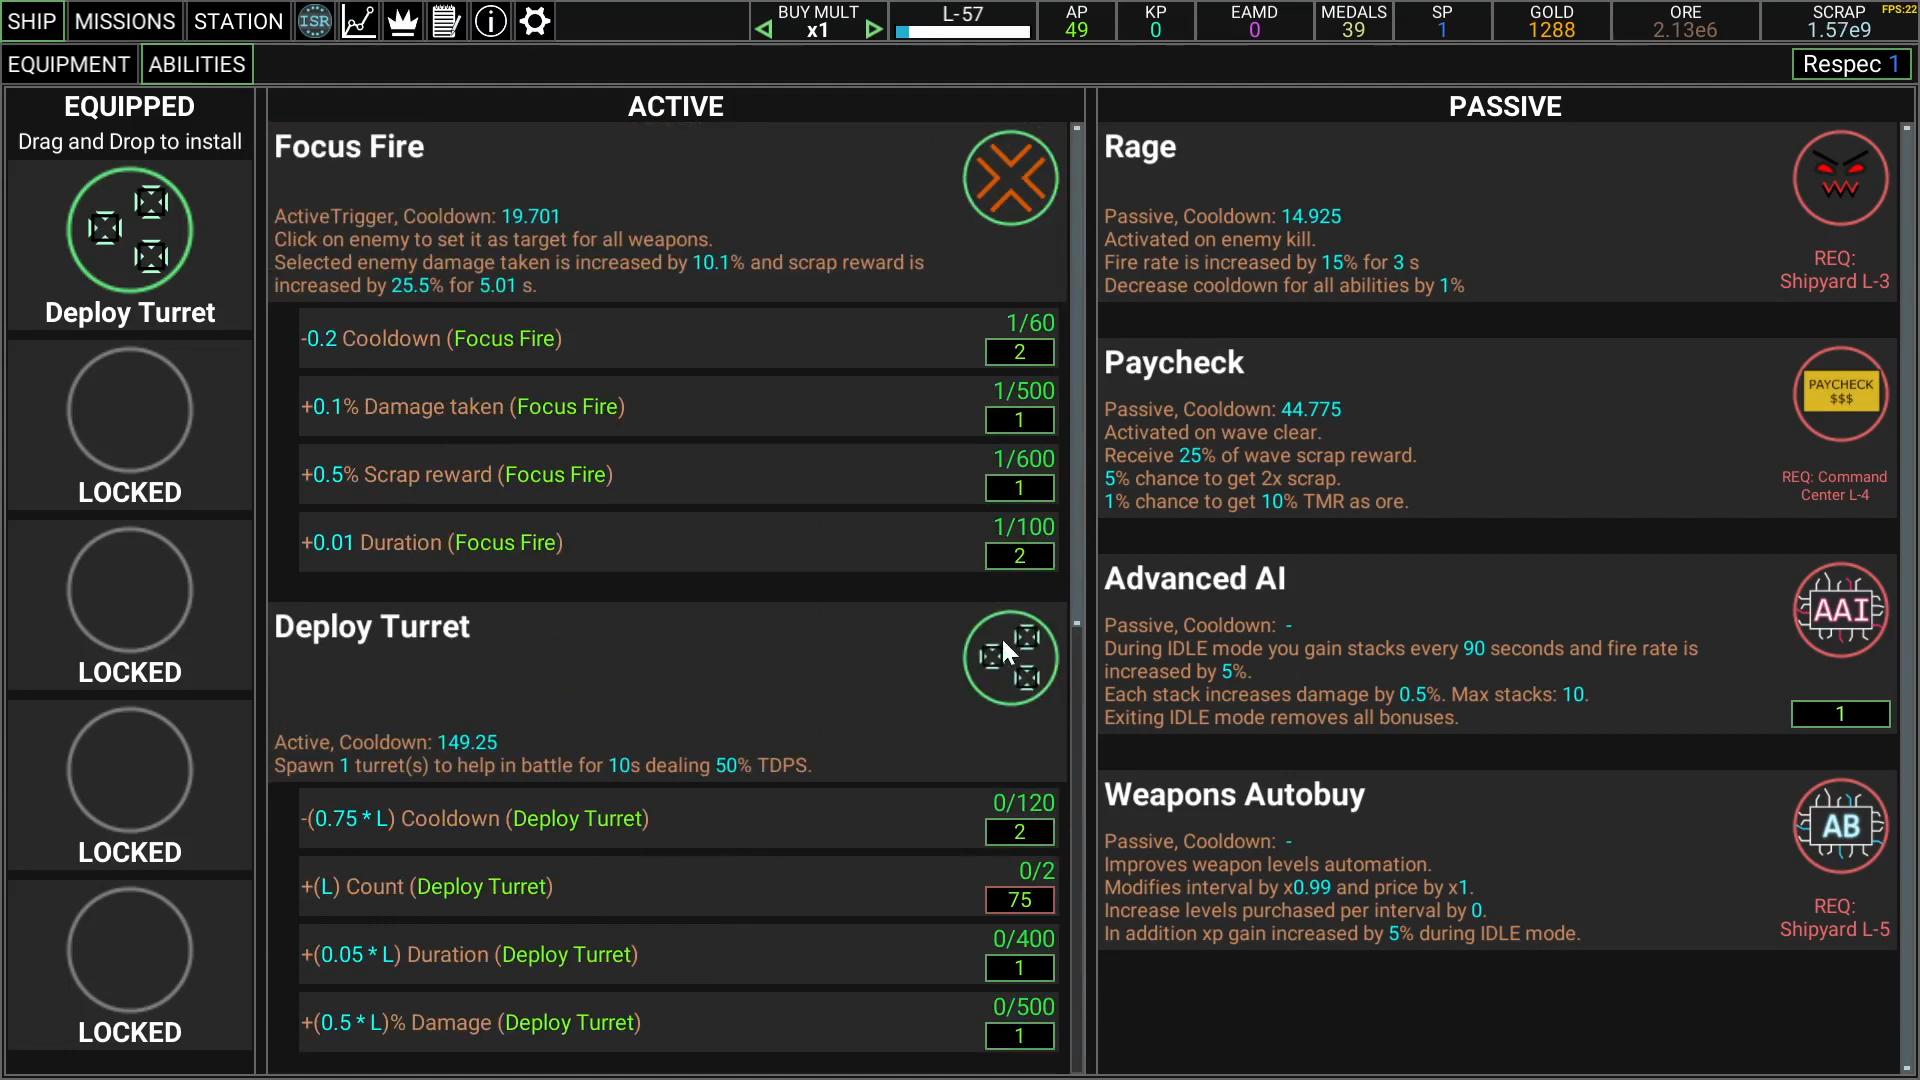 SHIP MISSIONS STATION ISR BUY MULT x1 L-57 AP 49 KP 0 EAMD 0 MEDALS 39 SP 1 GOLD 1288 ORE 2.13e6 SCRAP 1.57e9 FPS:22
EQUIPMENT ABILITIES Respec 1
EQUIPPED
Drag and Drop to install
Deploy Turret
LOCKED
LOCKED
LOCKED
LOCKED
ACTIVE
Focus Fire
ActiveTrigger, Cooldown: 19.701
Click on enemy to set it as target for all weapons.
Selected enemy damage taken is increased by 10.1% and scrap reward is
increased by 25.5% for 5.01 s.
-0.2 Cooldown (Focus Fire) 1/60
2
+0.1% Damage taken (Focus Fire) 1/500
1
+0.5% Scrap reward (Focus Fire) 1/600
1
+0.01 Duration (Focus Fire) 1/100
2
Deploy Turret
Active, Cooldown: 149.25
Spawn 1 turret(s) to help in battle for 10s dealing 50% TDPS.
-(0.75 * L) Cooldown (Deploy Turret) 0/120
2
+(L) Count (Deploy Turret) 0/2
75
+(0.05 * L) Duration (Deploy Turret) 0/400
1
+(0.5 * L)% Damage (Deploy Turret) 0/500
1
PASSIVE
Rage
Passive, Cooldown: 14.925
Activated on enemy kill.
Fire rate is increased by 15% for 3 s
Decrease cooldown for all abilities by 1%
REQ:
Shipyard L-3
Paycheck
PAYCHECK
$$$
Passive, Cooldown: 44.775
Activated on wave clear.
Receive 25% of wave scrap reward.
5% chance to get 2x scrap.
1% chance to get 10% TMR as ore.
REQ: Command
Center L-4
Advanced AI
AAI
Passive, Cooldown: -
During IDLE mode you gain stacks every 90 seconds and fire rate is
increased by 5%.
Each stack increases damage by 0.5%. Max stacks: 10.
Exiting IDLE mode removes all bonuses.
1
Weapons Autobuy
AB
Passive, Cooldown: -
Improves weapon levels automation.
Modifies interval by x0.99 and price by x1.
Increase levels purchased per interval by 0.
In addition xp gain increased by 5% during IDLE mode.
REQ:
Shipyard L-5